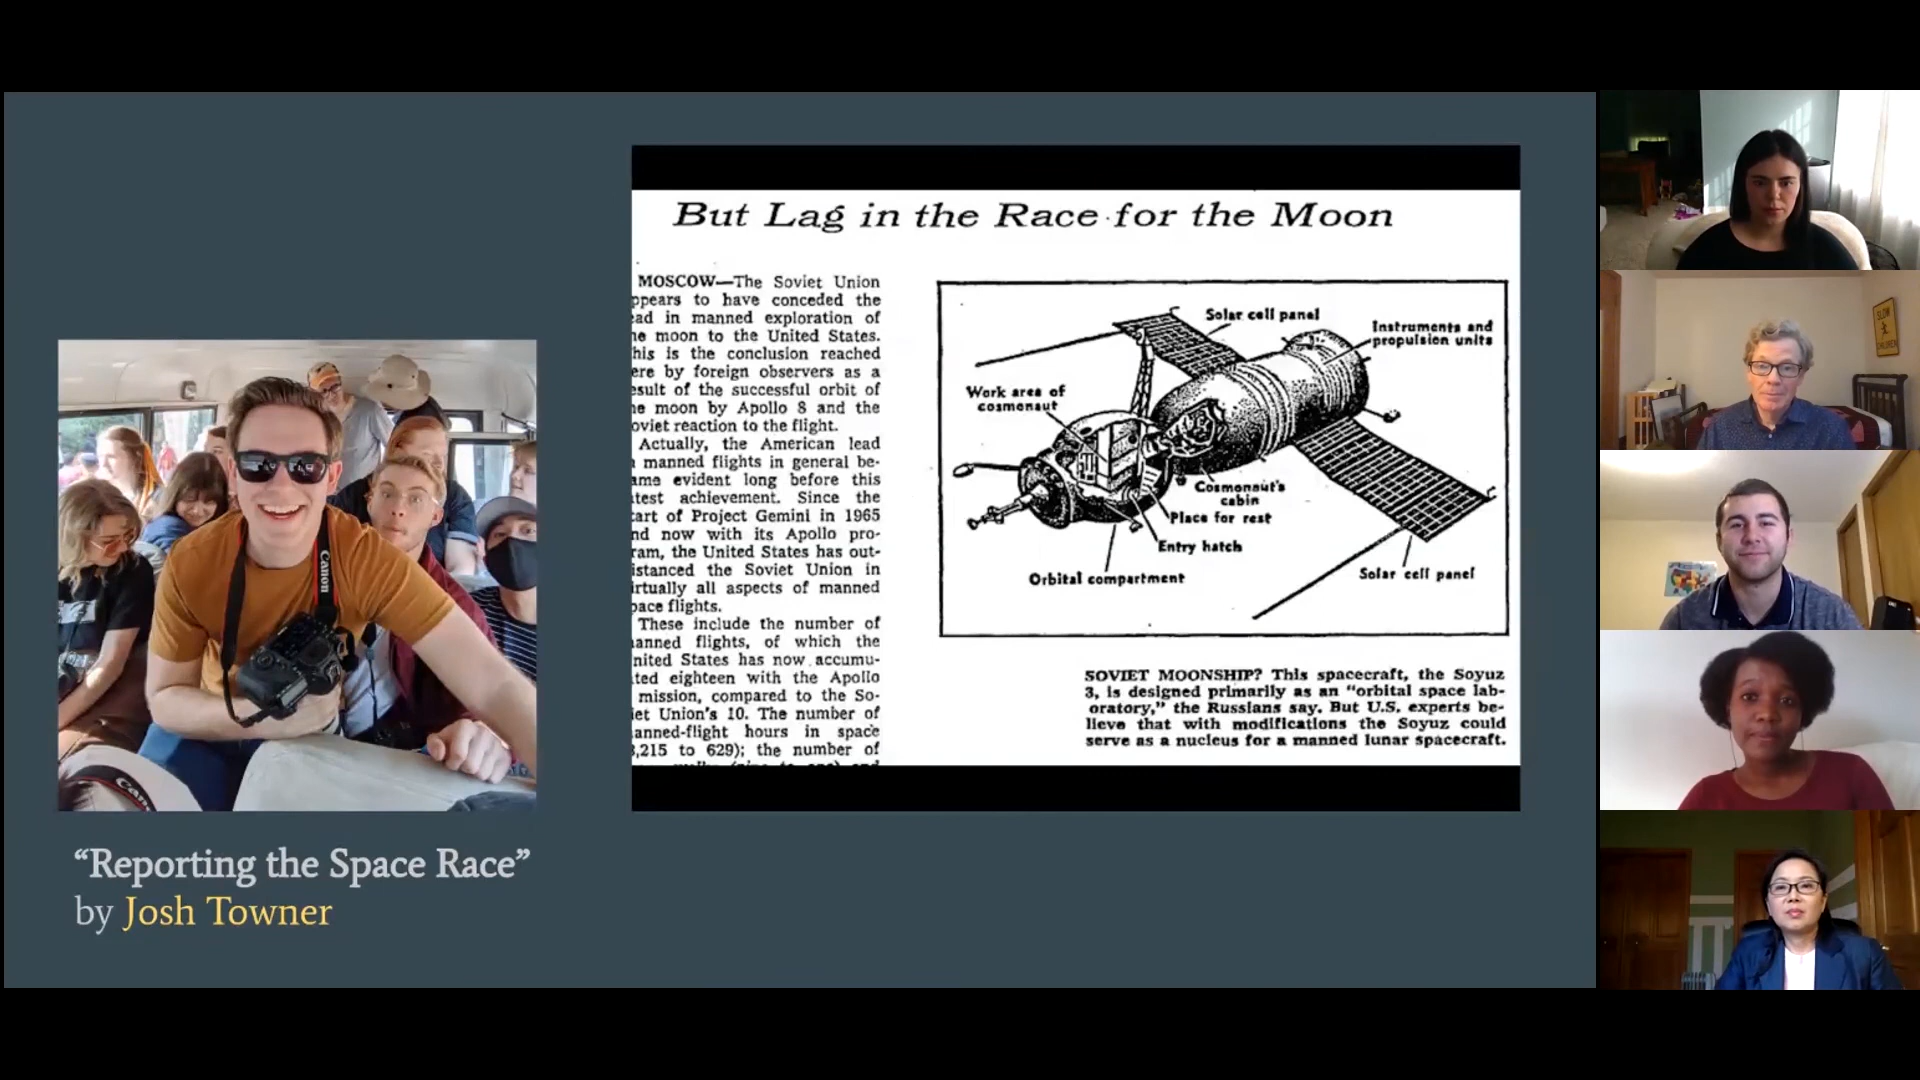 But Lag in the Race for the Moon
MOSCOW—The Soviet Union
ppears to have conceded the
ad in manned exploration of
e moon to the United States.
his is the conclusion reached
ere by foreign observers as a
esult of the successful orbit of
e moon by Apollo 8 and the
oviet reaction to the flight.
Actually, the American lead
manned flights in general be-
ame evident long before this
test achievement. Since the
tart of Project Gemini in 1965
nd now with its Apollo pro-
ram, the United States has out-
istanced the Soviet Union in
irtually all aspects of manned
pace flights.
These include the number of
anned flights, of which the
nited States has now accumu-
ted eighteen with the Apollo
mission, compared to the So-
iet Union's 10. The number of
anned-flight hours in space
,215 to 629); the number of
Solar cell panel
Instruments and
propulsion units
Work area of
cosmonaut
Cosmonaut's
cabin
Place for rest
Entry hatch
Orbital compartment
Solar cell panel
SOVIET MOONSHIP? This spacecraft, the Soyuz
3, is designed primarily as an "orbital space lab-
oratory," the Russians say. But U.S. experts be-
lieve that with modifications the Soyuz could
serve as a nucleus for a manned lunar spacecraft.
Canon
Can
“Reporting the Space Race”
by Josh Towner
SLOW
CHILDREN